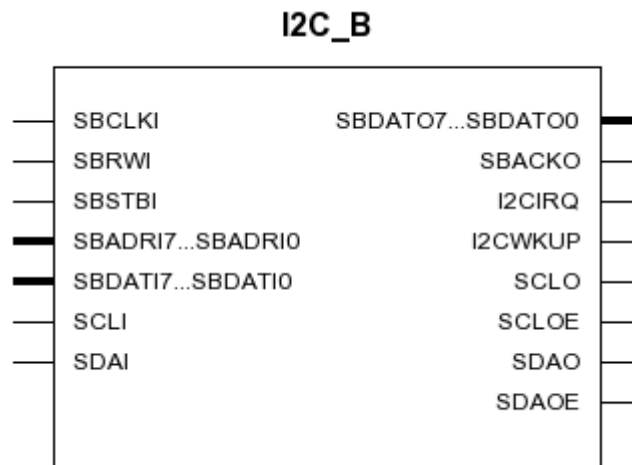 I2C_B
SBCLKI
SBRWI
SBSTBI
SBADRI7...SBADRI0
SBDATI7...SBDATI0
SCLI
SDAI
SBDATO7...SBDATO0
SBACKO
I2CIRQ
I2CWKUP
SCLO
SCLOE
SDAO
SDAOE